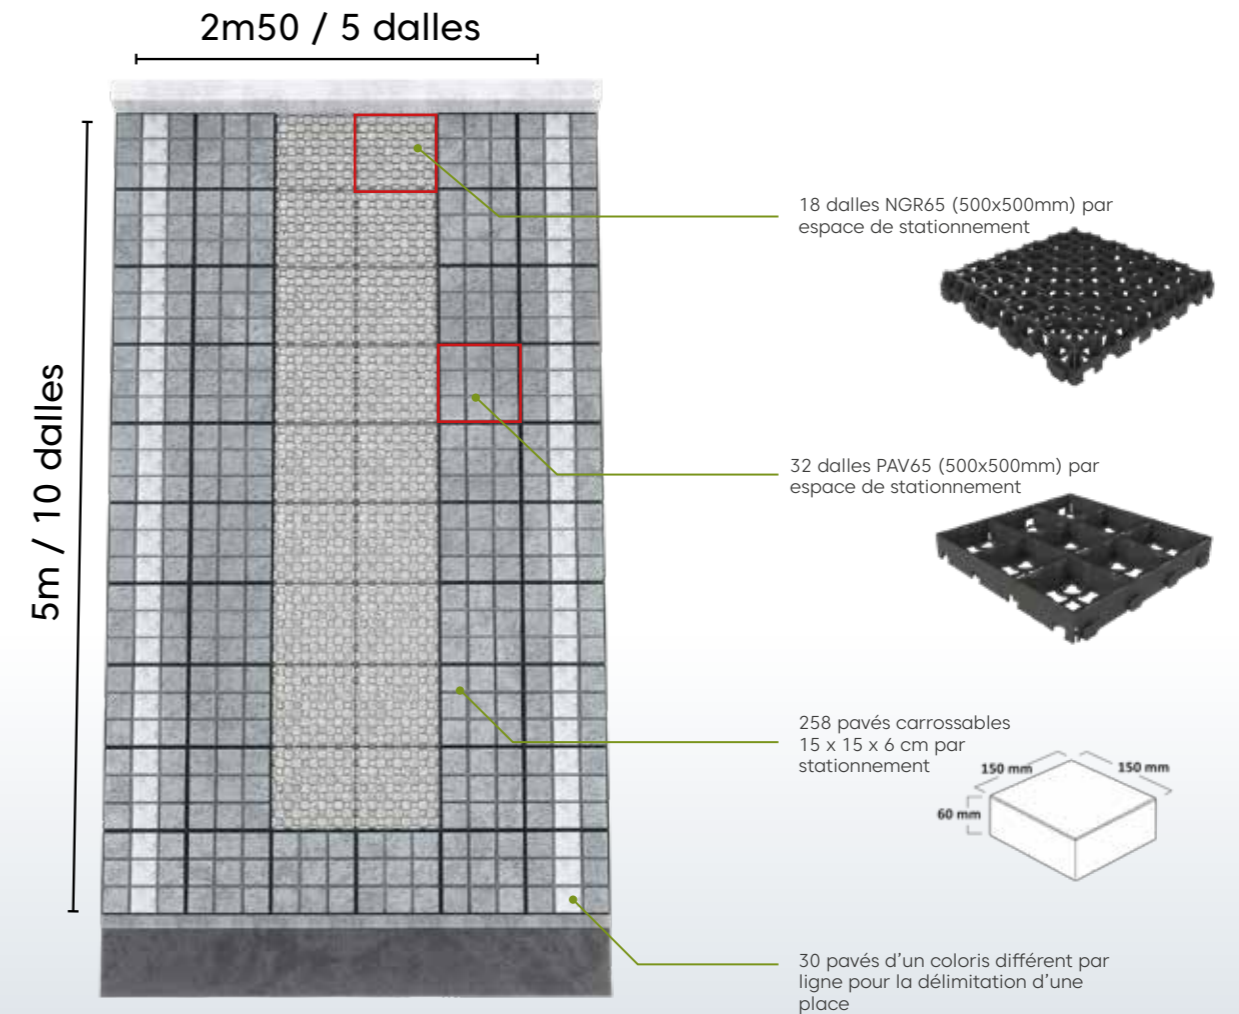 2m50 / 5 dalles
5m / 10 dalles
18 dalles NGR65 (500x500mm) par
espace de stationnement
32 dalles PAV65 (500x500mm) par
espace de stationnement
258 pavés carrossables
15 x 15 x 6 cm par
stationnement
150 mm
150 mm
60 mm
30 pavés d’un coloris différent par
ligne pour la délimitation d’une
place